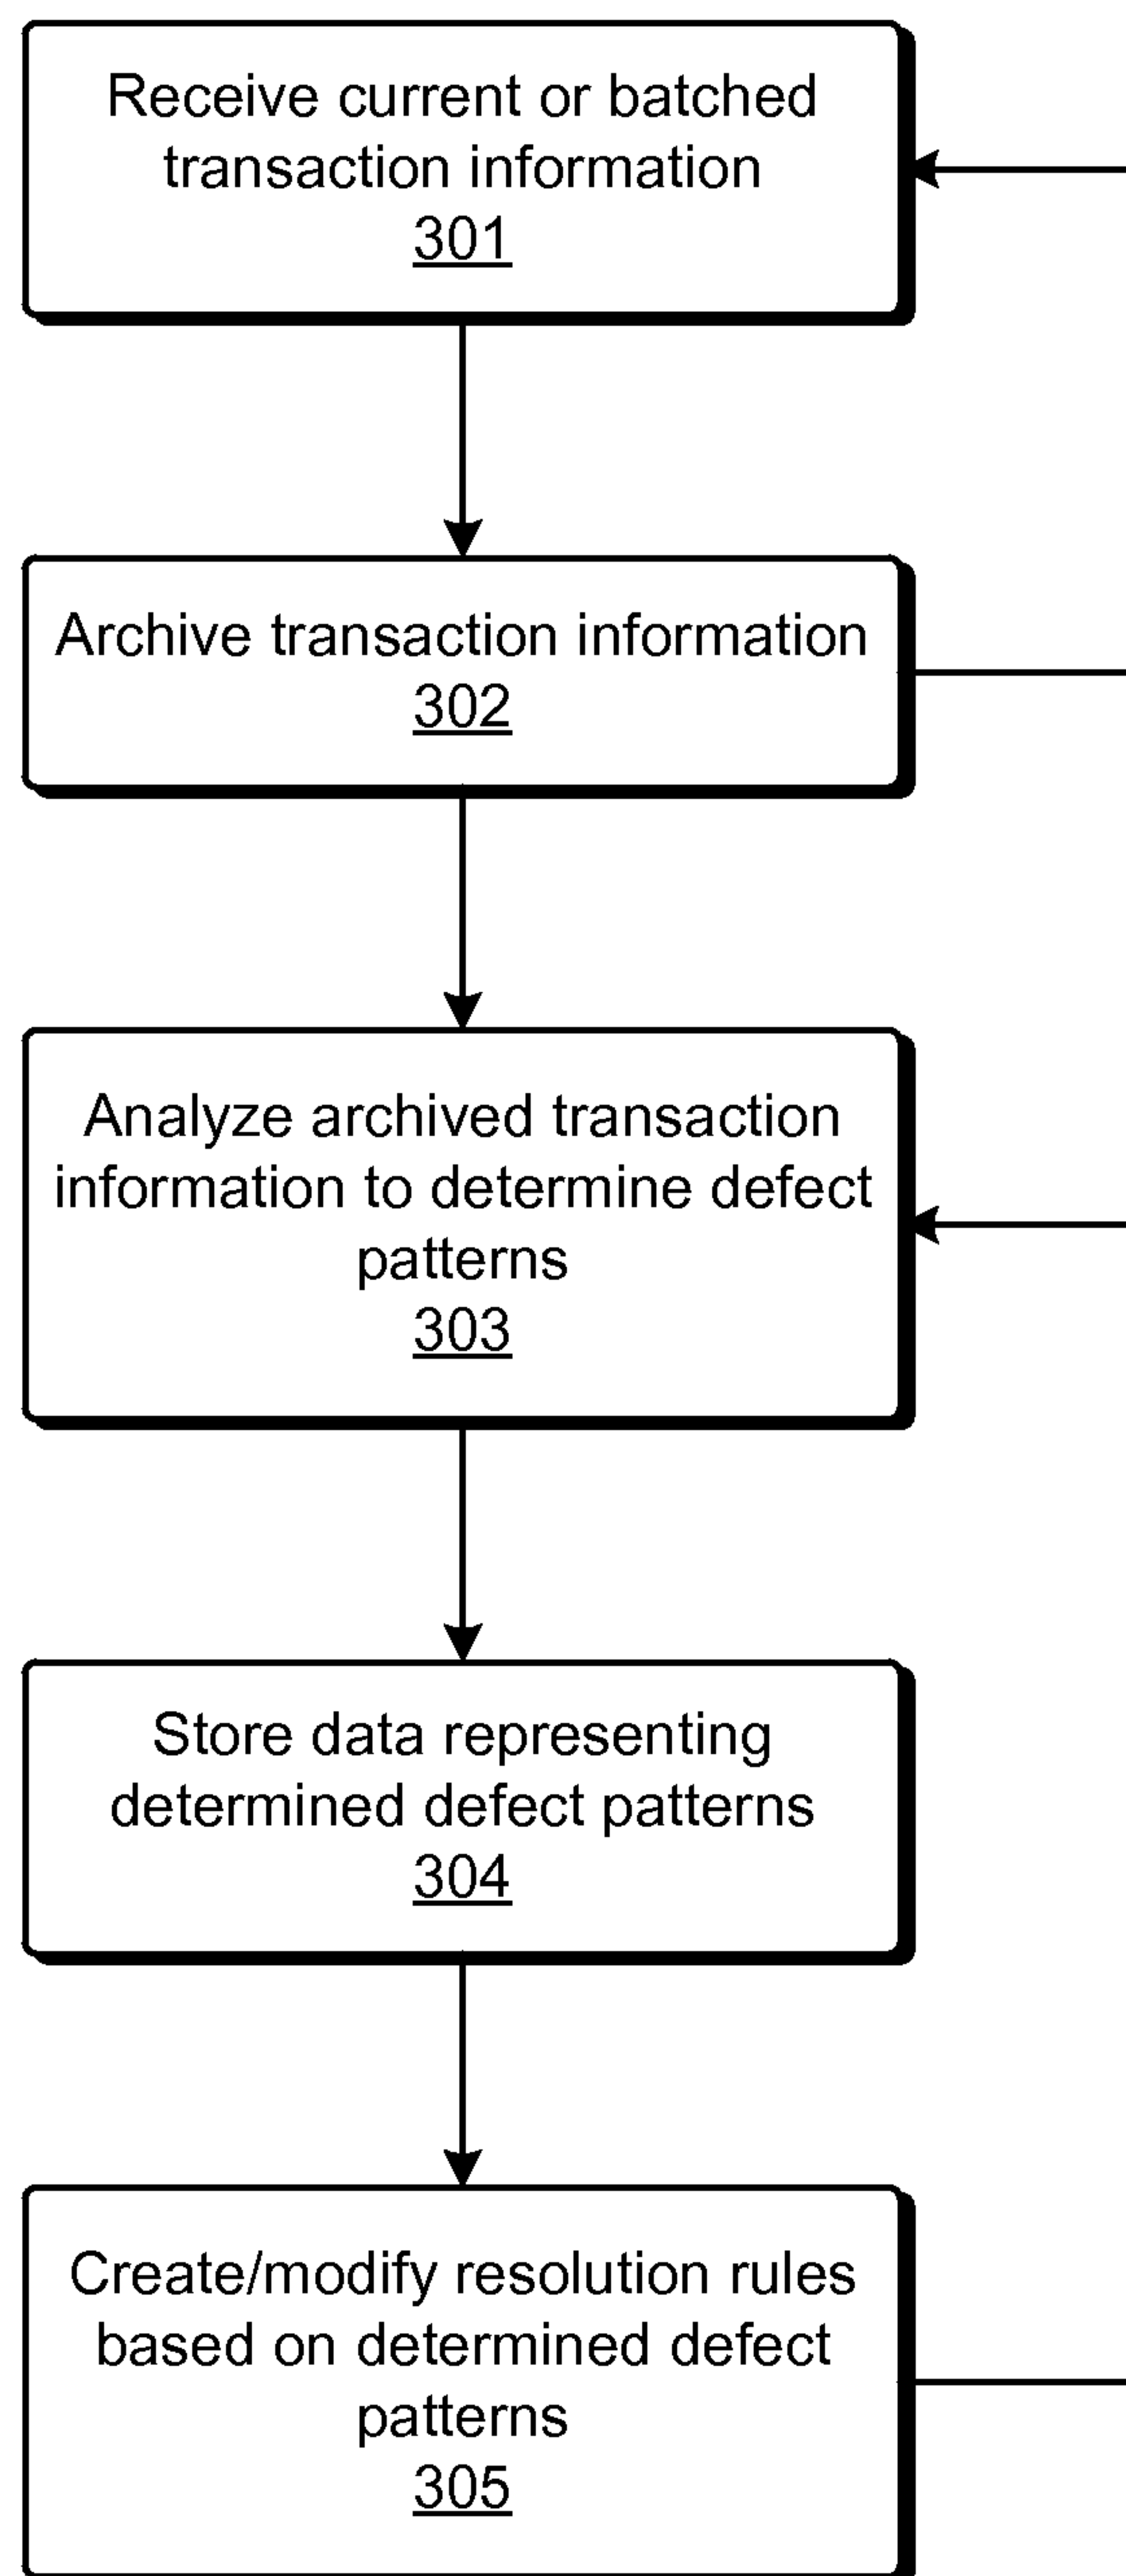 Receive current or batched
transaction information
301
Archive transaction information
302
Analyze archived transaction
information to determine defect
patterns
303
Store data representing
determined defect patterns
304
Create/modify resolution rules
based on determined defect
patterns
305